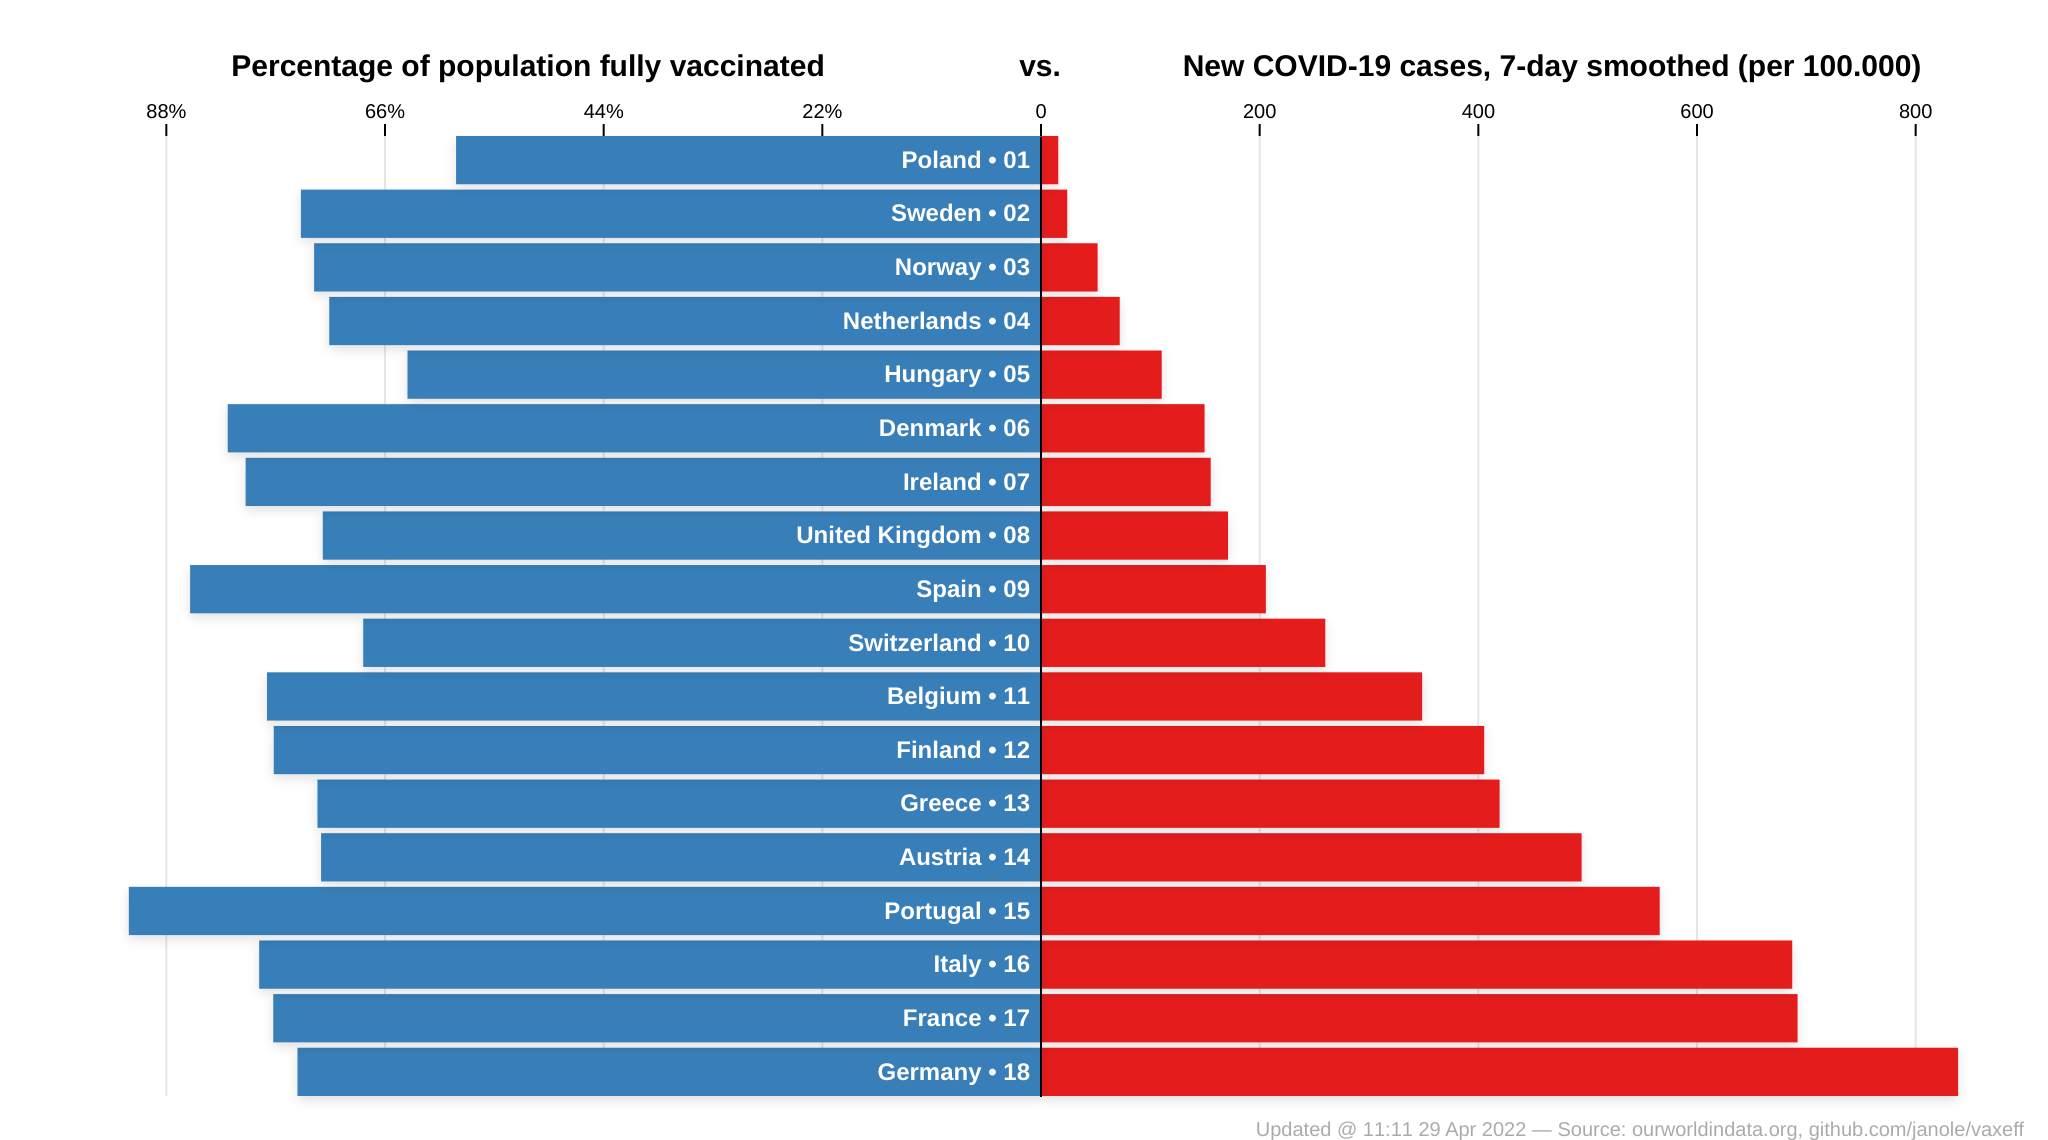 Percentage of population fully vaccinated vs. New COVID-19 cases, 7-day smoothed (per 100.000)
88% 66% 44% 22% 0 200 400 600 800
Poland • 01
Sweden • 02
Norway • 03
Netherlands • 04
Hungary • 05
Denmark • 06
Ireland • 07
United Kingdom • 08
Spain • 09
Switzerland • 10
Belgium • 11
Finland • 12
Greece • 13
Austria • 14
Portugal • 15
Italy • 16
France • 17
Germany • 18
Updated @ 11:11 29 Apr 2022 — Source: ourworldindata.org, github.com/janole/vaxeff